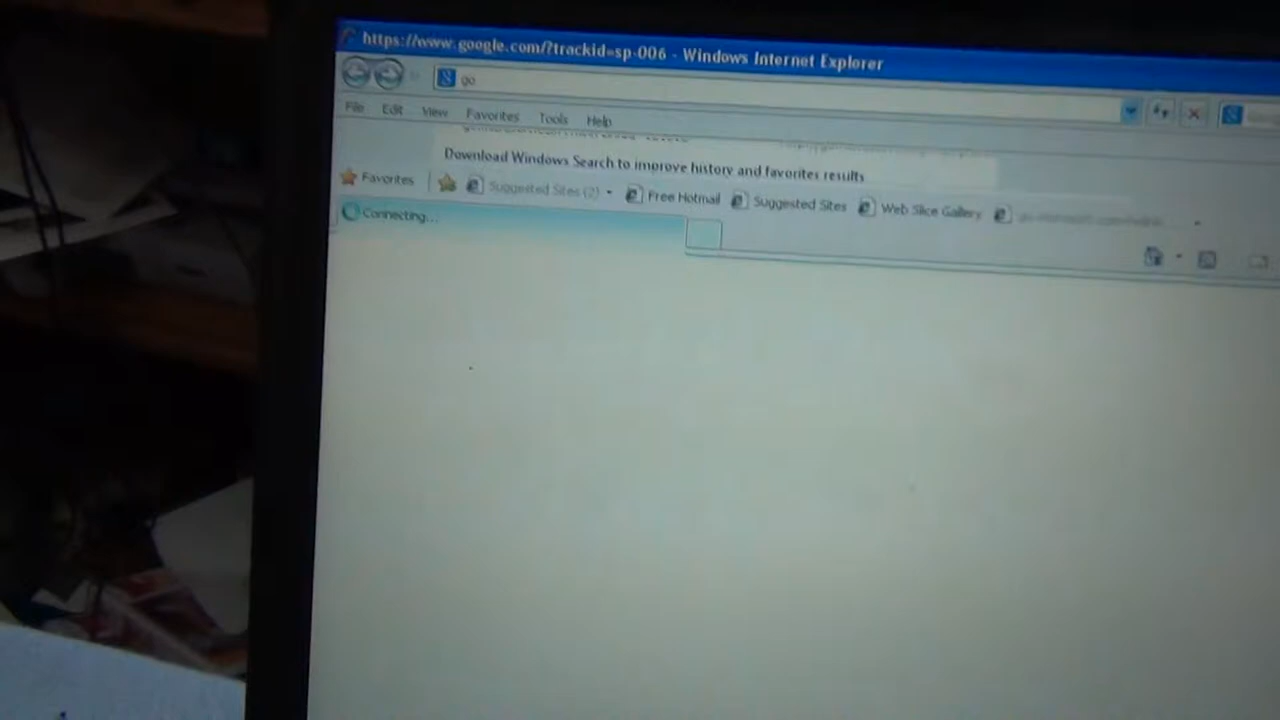 https://www.google.com/?trackid=sp-006 - Windows Internet Explorer
go
File Edit View Favorites Tools Help
Download Windows Search to improve history and favorites results
Favorites Suggested Sites (2) Free Hotmail Suggested Sites Web Slice Gallery
Connecting...